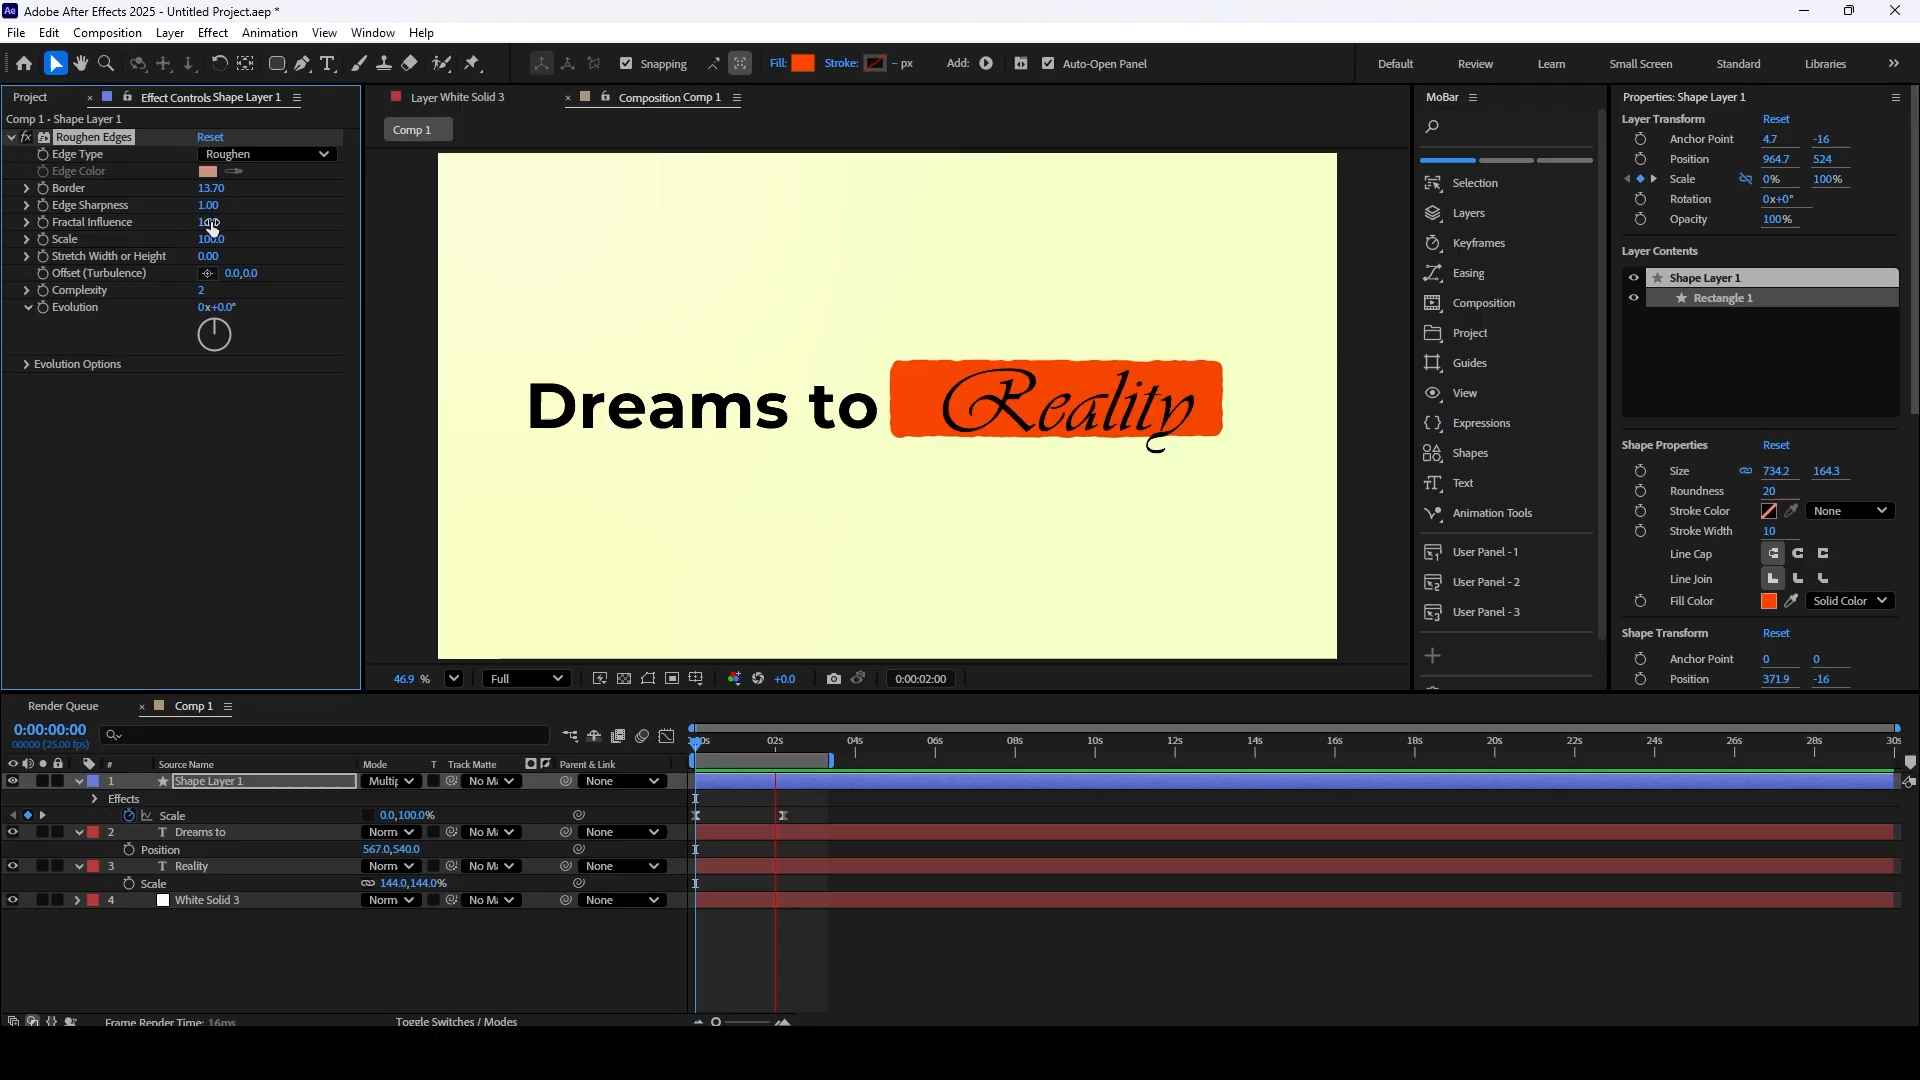 Ae Adobe After Effects 2025 - Untitled Project.aep *
File Edit Composition Layer Effect Animation View Window Help
Snapping Fill: Stroke: - px Add: Auto-Open Panel Default Review Learn Small Screen Standard Libraries
Project Effect Controls Shape Layer 1
Comp 1 • Shape Layer 1
fx Roughen Edges Reset
Edge Type Roughen
Edge Color
Border 13.70
Edge Sharpness 1.00
Fractal Influence
Scale 100.0
Stretch Width or Height 0.00
Offset (Turbulence) 0.0,0.0
Complexity 2
Evolution 0x+0.0°
Evolution Options
Layer White Solid 3 Composition Comp 1
Comp 1
Dreams to Reality
46.9 % Full +0.0 0:00:02:00
MoBar
Selection
Layers
Keyframes
Easing
Composition
Project
Guides
View
Expressions
Shapes
Text
Animation Tools
User Panel - 1
User Panel - 2
User Panel - 3
Properties: Shape Layer 1
Layer Transform Reset
Anchor Point 4.7 -16
Position 964.7 524
Scale 0% 100%
Rotation 0x+0°
Opacity 100%
Layer Contents
Shape Layer 1
Rectangle 1
Shape Properties Reset
Size 734.2 164.3
Roundness 20
Stroke Color None
Stroke Width 10
Line Cap
Line Join
Fill Color Solid Color
Shape Transform Reset
Anchor Point 0 0
Position 371.9 -16
Render Queue Comp 1
0:00:00:00
00000 (25.00 fps)
02s 04s 06s 08s 10s 12s 14s 16s 18s 20s 22s 24s 26s 28s 30s
# Source Name Mode T Track Matte Parent & Link
1 Shape Layer 1 Multip No Ma None
Effects
Scale 0.0,100.0%
2 T Dreams to Norm No Ma None
Position 567.0,540.0
3 T Reality Norm No Ma None
Scale 144.0,144.0%
4 White Solid 3 Norm No Ma None
Frame Render Time: 16ms Toggle Switches / Modes